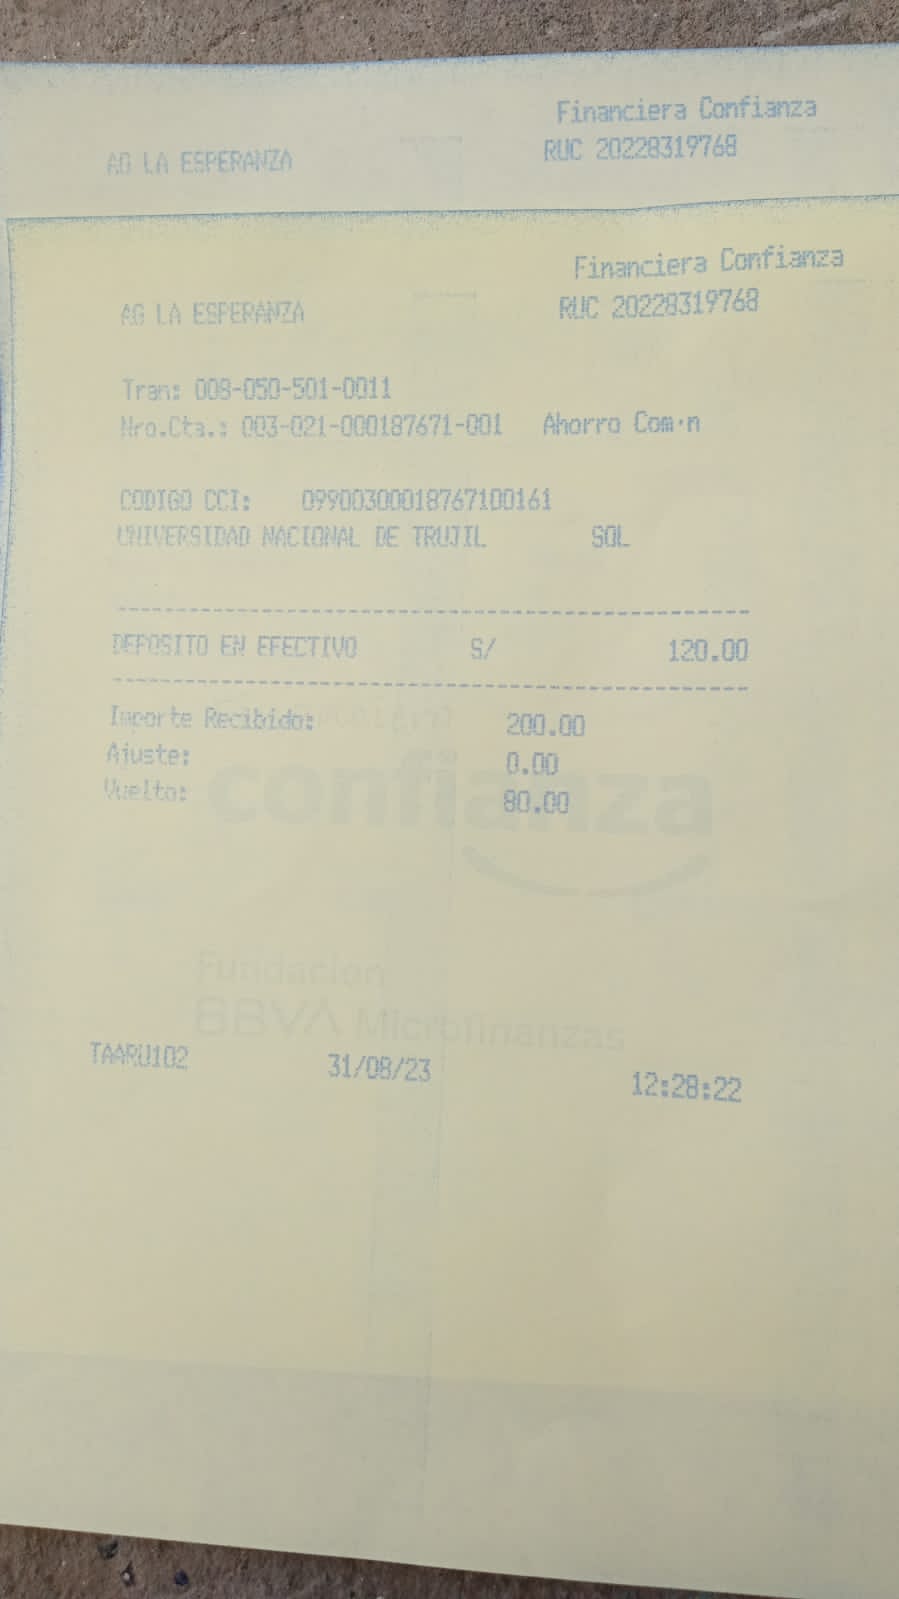 Financiera Confianza
AG LA ESPERANZA RUC 20228319768
Financiera Confianza
AG LA ESPERANZA RUC 20228319768
Tran: 008-050-501-0011
Nro.Cta.: 003-021-000187671-001 Ahorro Com·n
CODIGO CCI: 09900300018767100161
UNIVERSIDAD NACIONAL DE TRUJIL SOL
DEPOSITO EN EFECTIVO S/ 120.00
Importe Recibido: 200.00
Ajuste: 0.00
Vuelto: 80.00
confianza
Fundación
BBVA Microfinanzas
TAARU102 31/08/23 12:28:22